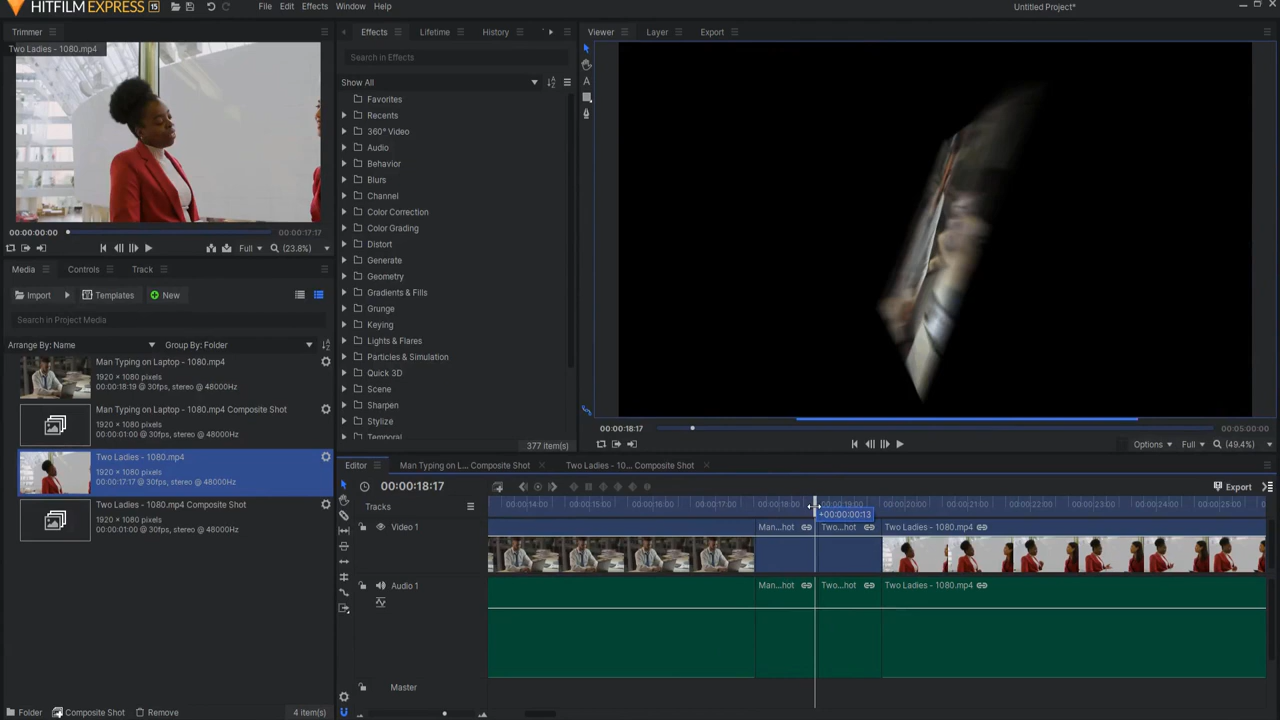 HITFILM EXPRESS 15
File Edit Effects Window Help
Untitled Project*
Trimmer
Two Ladies - 1080.mp4
00:00:00:00
00:00:17:17
Full
(23.8%)
Effects Lifetime History
Search in Effects
Show All
Favorites
Recents
360° Video
Audio
Behavior
Blurs
Channel
Color Correction
Color Grading
Distort
Generate
Geometry
Gradients & Fills
Grunge
Keying
Lights & Flares
Particles & Simulation
Quick 3D
Scene
Sharpen
Stylize
Temporal
377 item(s)
Viewer Layer Export
A
00:00:18:17
00:05:00:00
Options Full (49.4%)
Media Controls Track
Import Templates New
Search in Project Media
Arrange By: Name Group By: Folder
Man Typing on Laptop - 1080.mp4
1920 × 1080 pixels
00:00:18:19 @ 30fps, stereo @ 48000Hz
Man Typing on Laptop - 1080.mp4 Composite Shot
1920 × 1080 pixels
00:00:01:00 @ 30fps, stereo @ 48000Hz
Two Ladies - 1080.mp4
1920 × 1080 pixels
00:00:17:17 @ 30fps, stereo @ 48000Hz
Two Ladies - 1080.mp4 Composite Shot
1920 × 1080 pixels
00:00:01:00 @ 30fps, stereo @ 48000Hz
Folder Composite Shot Remove 4 item(s)
Editor Man Typing on L... Composite Shot Two Ladies - 10... Composite Shot
00:00:18:17
Export
Tracks
00:00:14:00 00:00:15:00 00:00:16:00 00:00:17:00 00:00:18:00 00:00:19:00 00:00:20:00 00:00:21:00 00:00:22:00 00:00:23:00 00:00:24:00
+00:00:00:13
Video 1
Man...hot Two...hot Two Ladies - 1080.mp4
Audio 1
Man...hot Two...hot Two Ladies - 1080.mp4
Master